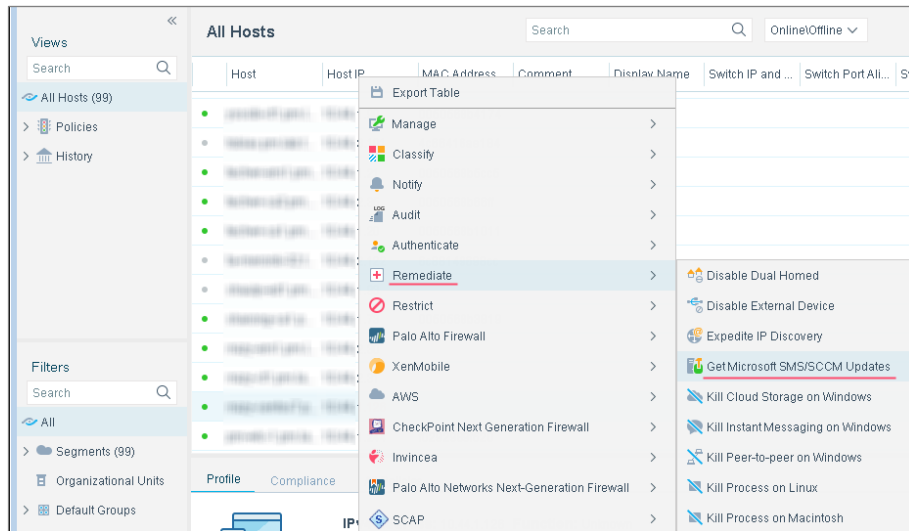 Views
Search
All Hosts (99)
Policies
History
Filters
Search
All
Segments (99)
Organizational Units
Default Groups
All Hosts
Search
Online\Offline
Host
Host IP
MAC Address
Comment
Display Name
Switch IP and ...
Switch Port Ali...
Export Table
Manage
Classify
Notify
LOG
Audit
Authenticate
Remediate
Restrict
Palo Alto Firewall
XenMobile
AWS
CheckPoint Next Generation Firewall
Invincea
Palo Alto Networks Next-Generation Firewall
SCAP
Disable Dual Homed
Disable External Device
Expedite IP Discovery
Get Microsoft SMS/SCCM Updates
Kill Cloud Storage on Windows
Kill Instant Messaging on Windows
Kill Peer-to-peer on Windows
Kill Process on Linux
Kill Process on Macintosh
Profile
Compliance